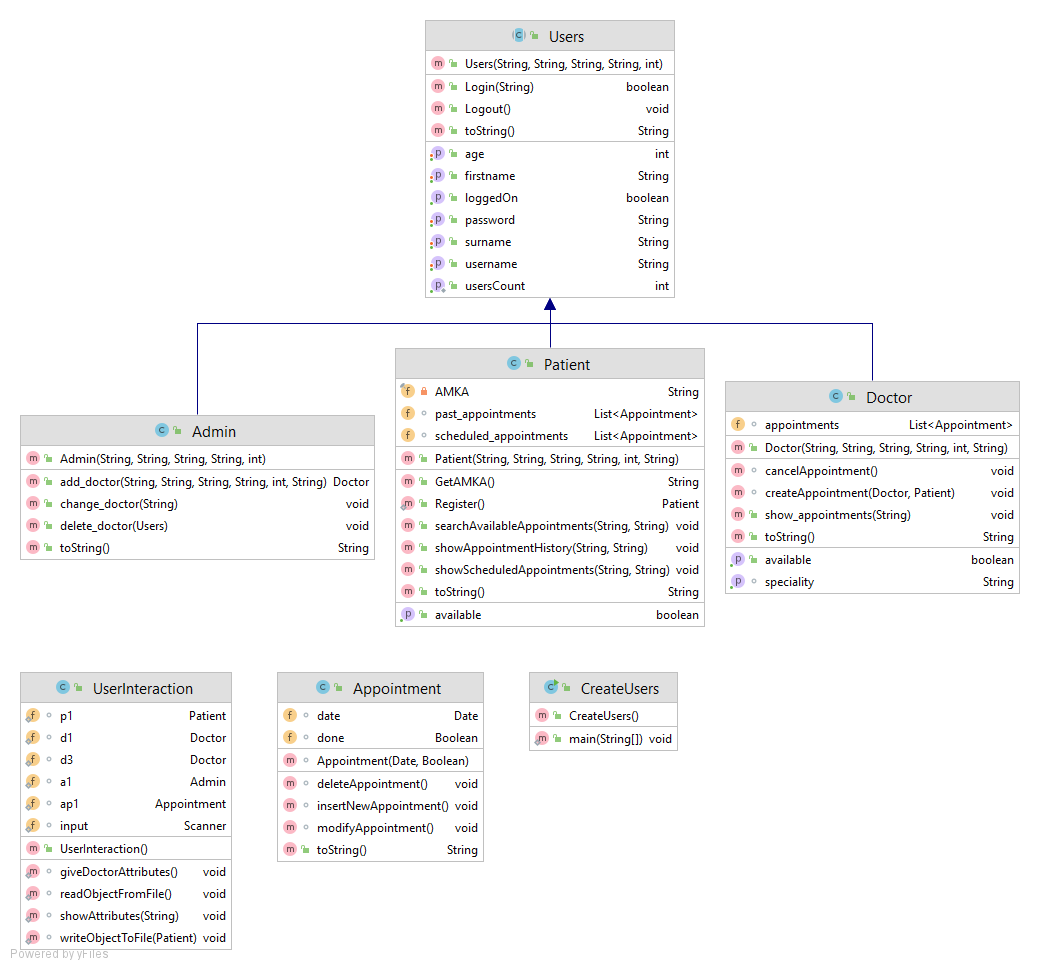 Users
Users(String, String, String, String, int)
Login(String) boolean
Logout() void
toString() String
age int
firstname String
loggedOn boolean
password String
surname String
username String
usersCount int
Admin
Admin(String, String, String, String, int)
add_doctor(String, String, String, String, int, String) Doctor
change_doctor(String) void
delete_doctor(Users) void
toString() String
Patient
AMKA String
past_appointments List<Appointment>
scheduled_appointments List<Appointment>
Patient(String, String, String, String, int, String)
GetAMKA() String
Register() Patient
searchAvailableAppointments(String, String) void
showAppointmentHistory(String, String) void
showScheduledAppointments(String, String) void
toString() String
available boolean
Doctor
appointments List<Appointment>
Doctor(String, String, String, String, int, String)
cancelAppointment() void
createAppointment(Doctor, Patient) void
show_appointments(String) void
toString() String
available boolean
speciality String
UserInteraction
p1 Patient
d1 Doctor
d3 Doctor
a1 Admin
ap1 Appointment
input Scanner
UserInteraction()
giveDoctorAttributes() void
readObjectFromFile() void
showAttributes(String) void
writeObjectToFile(Patient) void
Appointment
date Date
done Boolean
Appointment(Date, Boolean)
deleteAppointment() void
insertNewAppointment() void
modifyAppointment() void
toString() String
CreateUsers
CreateUsers()
main(String[]) void
Powered by yFiles